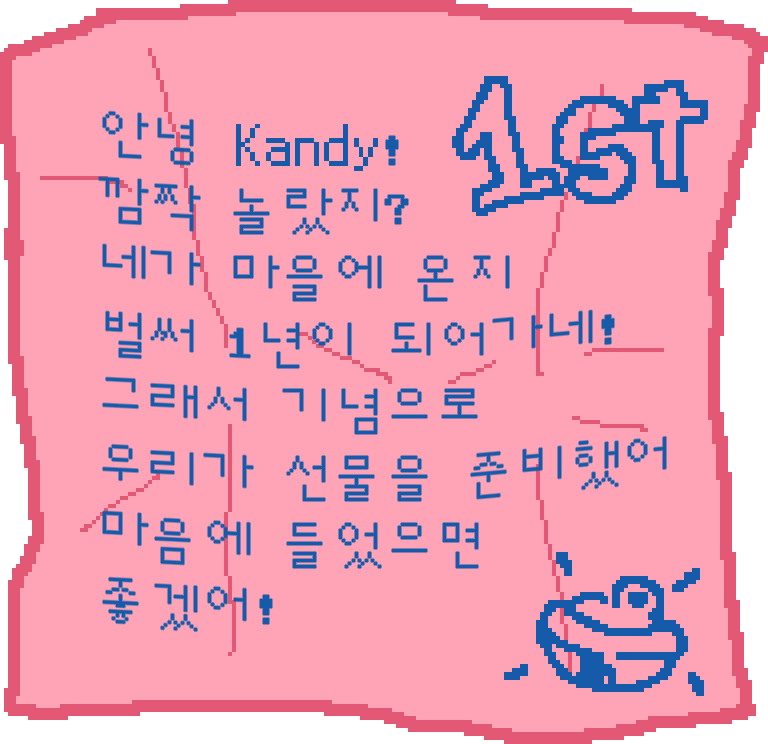 1ST
안녕 Kandy!
깜짝 놀랐지?
네가 마을에 온지
벌써 1년이 되어가네!
그래서 기념으로
우리가 선물을 준비했어
마음에 들었으면
좋겠어!